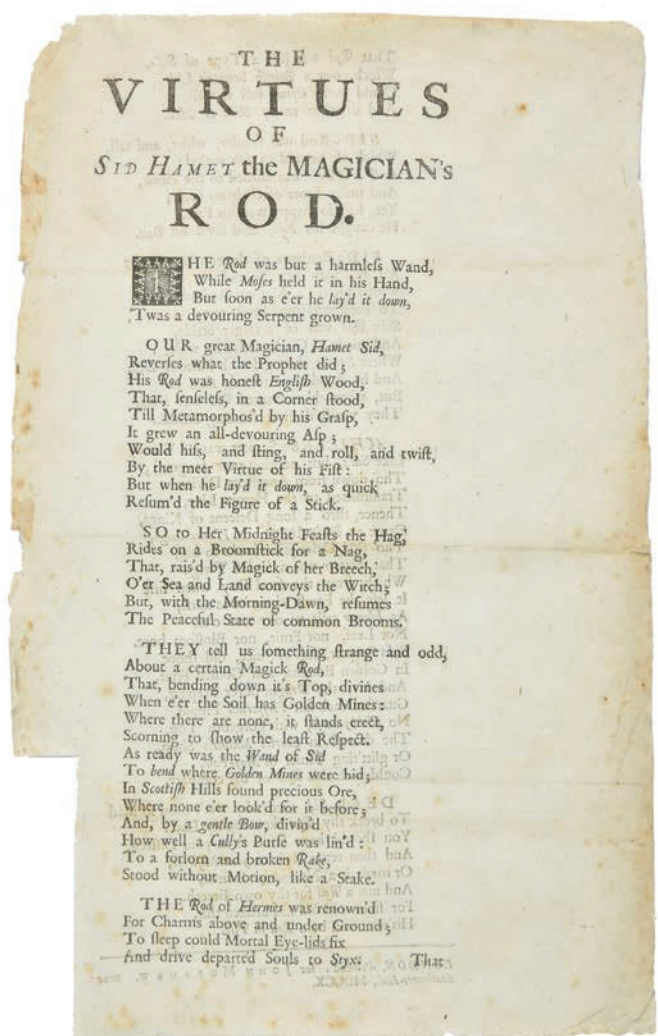 THE
VIRTUES
OF
SID HAMET the MAGICIAN's
ROD.
THE Rod was but a harmleſs Wand,
While Moſes held it in his Hand,
But ſoon as e'er he lay'd it down,
'Twas a devouring Serpent grown.
OUR great Magician, Hamet Sid,
Reverſes what the Prophet did;
His Rod was honeſt Engliſh Wood,
That, ſenſeleſs, in a Corner ſtood,
Till Metamorphos'd by his Graſp,
It grew an all-devouring Aſp;
Would hiſs, and ſting, and roll, and twiſt,
By the meer Virtue of his Fiſt:
But when he lay'd it down, as quick
Reſum'd the Figure of a Stick.
SO to Her Midnight Feaſts the Hag,
Rides on a Broomſtick for a Nag,
That, rais'd by Magick of her Breech,
O'er Sea and Land conveys the Witch;
But, with the Morning-Dawn, reſumes
The Peaceful State of common Brooms.
THEY tell us ſomething ſtrange and odd,
About a certain Magick Rod,
That, bending down it's Top, divines
When e'er the Soil has Golden Mines:
Where there are none, it ſtands erect,
Scorning to ſhow the leaſt Reſpect.
As ready was the Wand of Sid
To bend where Golden Mines were hid;
In Scottiſh Hills found precious Ore,
Where none e'er look'd for it before;
And, by a gentle Bow, divin'd
How well a Cully's Purſe was lin'd:
To a forlorn and broken Rake,
Stood without Motion, like a Stake.
THE Rod of Hermes was renown'd
For Charms above and under Ground;
To ſleep could Mortal Eye-lids fix
And drive departed Souls to Styx.
That